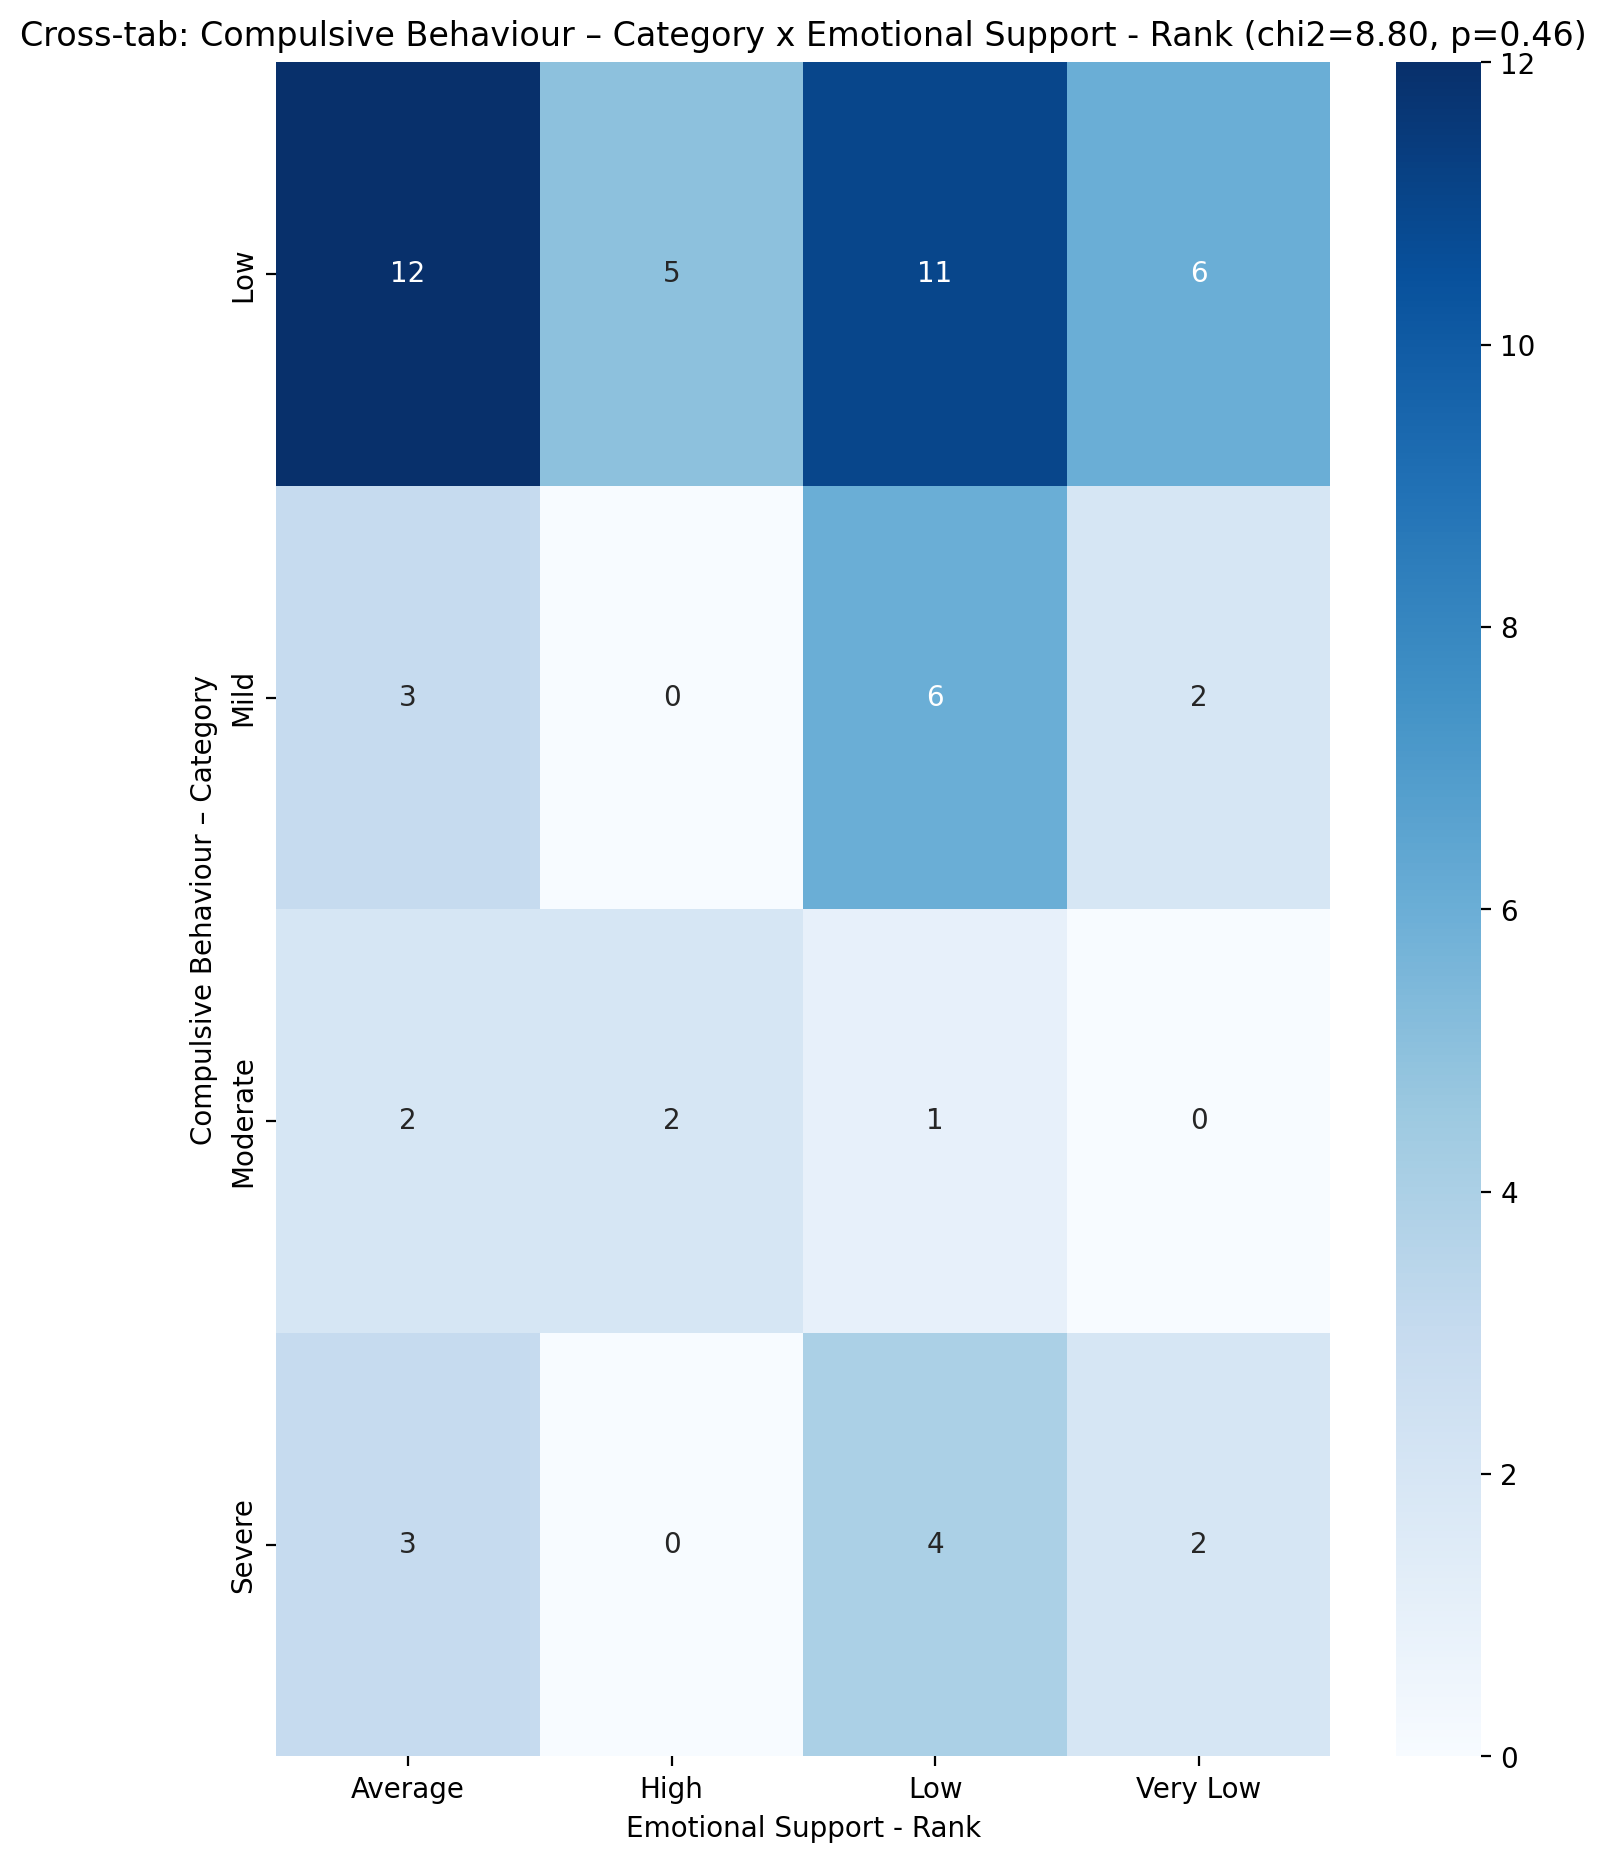 Cross-tab: Compulsive Behaviour – Category x Emotional Support - Rank (chi2=8.80, p=0.46)
Compulsive Behaviour – Category
Low
12 5 11 6
Mild
3 0 6 2
Moderate
2 2 1 0
Severe
3 0 4 2
Average High Low Very Low
Emotional Support - Rank
12
10
8
6
4
2
0